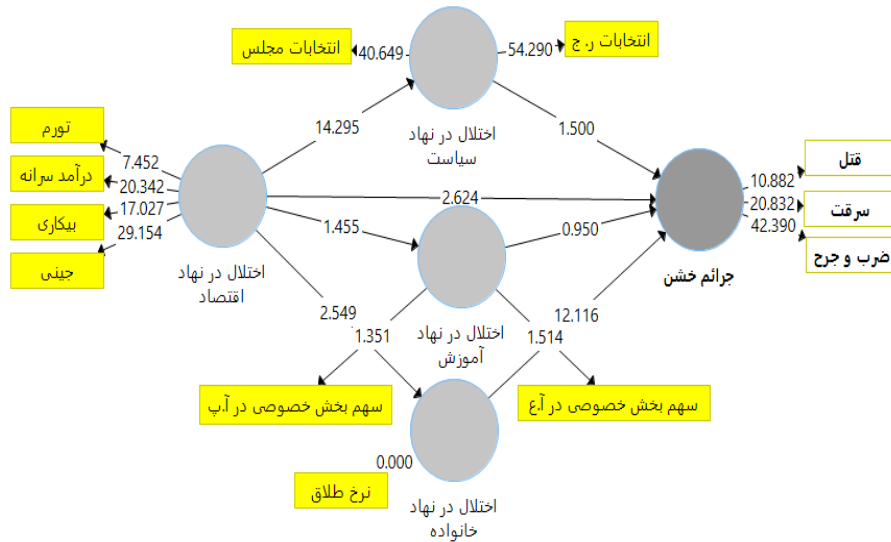 انتخابات مجلس
40.649
54.290
انتخابات ر. ج
اختلال در نهاد
سیاست
14.295
1.500
تورم
7.452
درآمد سرانه
20.342
بیکاری
17.027
جینی
29.154
اختلال در نهاد
اقتصاد
2.624
1.455
0.950
قتل
10.882
سرقت
20.832
ضرب و جرح
42.390
جرائم خشن
2.549
1.351
اختلال در نهاد
آموزش
1.514
12.116
سهم بخش خصوصی در آ.پ
سهم بخش خصوصی در آ.ع
0.000
نرخ طلاق
اختلال در نهاد
خانواده